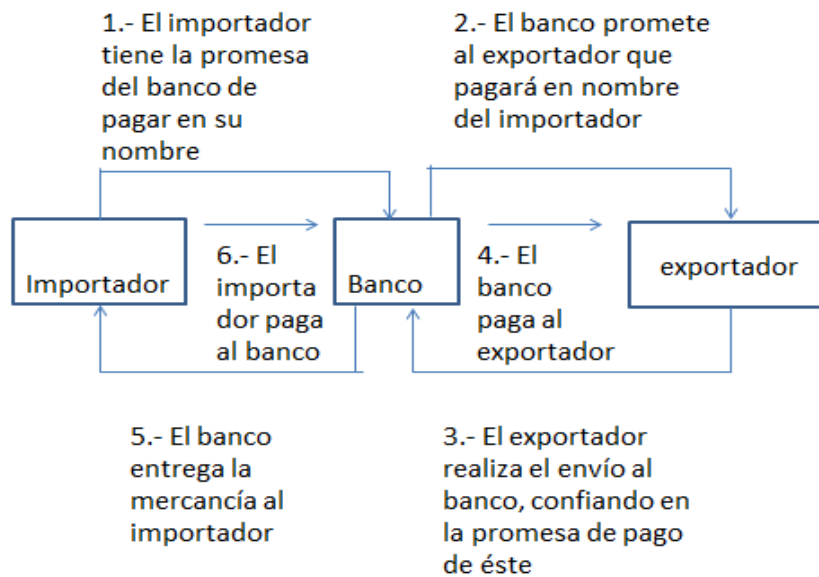 1.- El importador
tiene la promesa
del banco de
pagar en su
nombre
2.- El banco promete
al exportador que
pagará en nombre
del importador
Importador
6.- El
importa
dor paga
al banco
Banco
4.- El
banco
paga al
exportador
exportador
5.- El banco
entrega la
mercancía al
importador
3.- El exportador
realiza el envío al
banco, confiando en
la promesa de pago
de éste